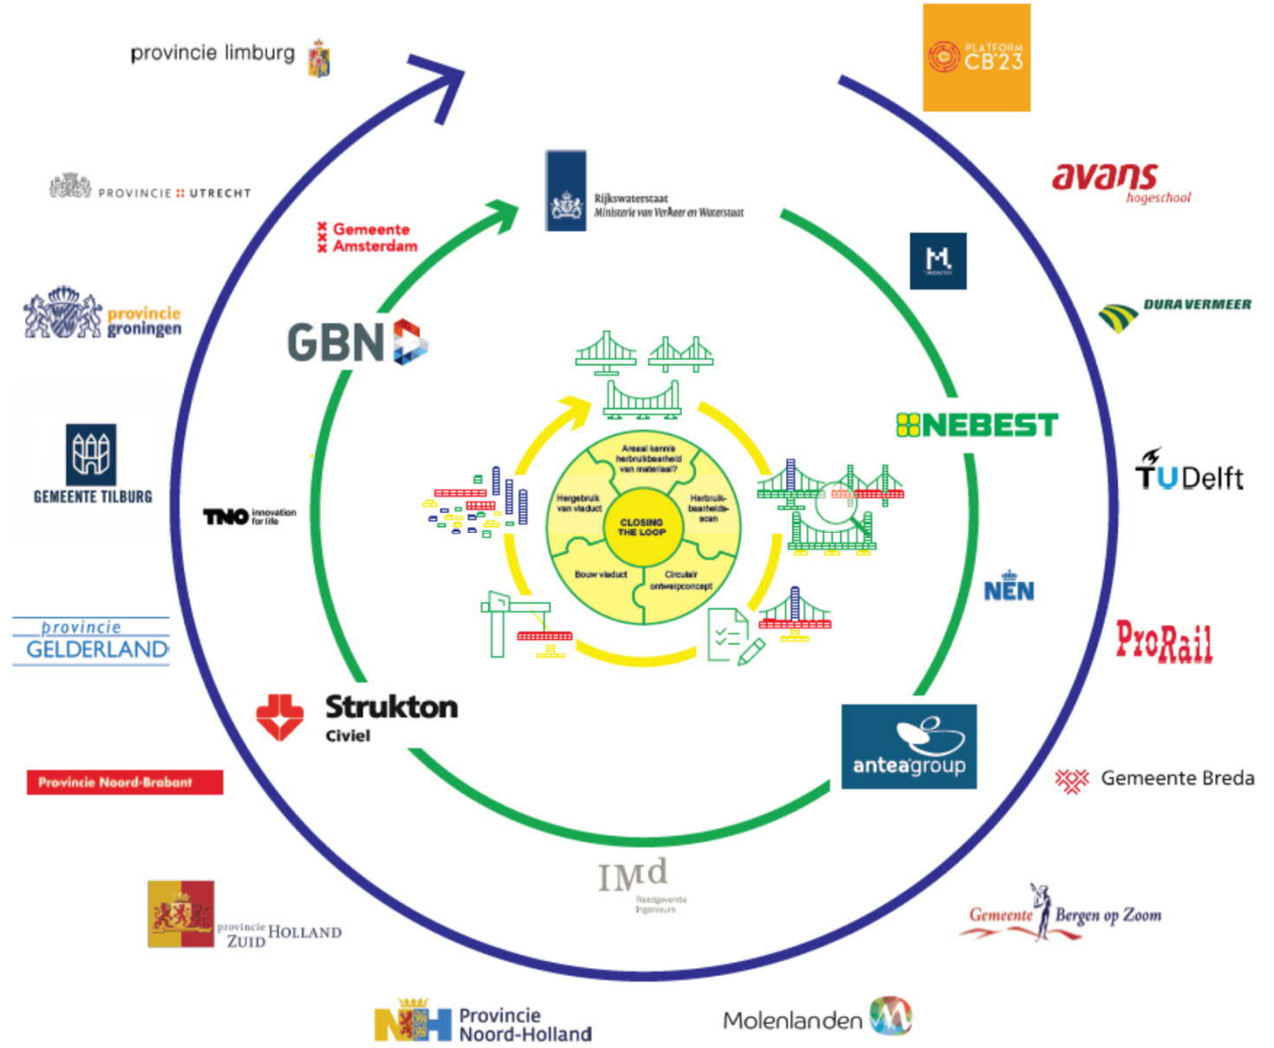 provincie limburg
PLATFORM
CB'23
PROVINCIE UTRECHT
avans
hogeschool
Rijkswaterstaat
Ministerie van Verkeer en Waterstaat
Gemeente
Amsterdam
M.
provincie
groningen
DURA VERMEER
GBN
NEBEST
GEMEENTE TILBURG
Areaal kennis
herbruikbaarheid
van materiaal?
Hergebruik
van viaduct
Herbruik-
baarheids-
scan
CLOSING
THE LOOP
Bouw viaduct
Circulair
ontwerpconcept
TU Delft
TNO innovation
for life
NEN
provincie
GELDERLAND
ProRail
Strukton
Civiel
anteagroup
Provincie Noord-Brabant
Gemeente Breda
IMd
Raadgevende
Ingenieurs
provincie
ZUID HOLLAND
Gemeente Bergen op Zoom
NH Provincie
Noord-Holland
Molenlanden